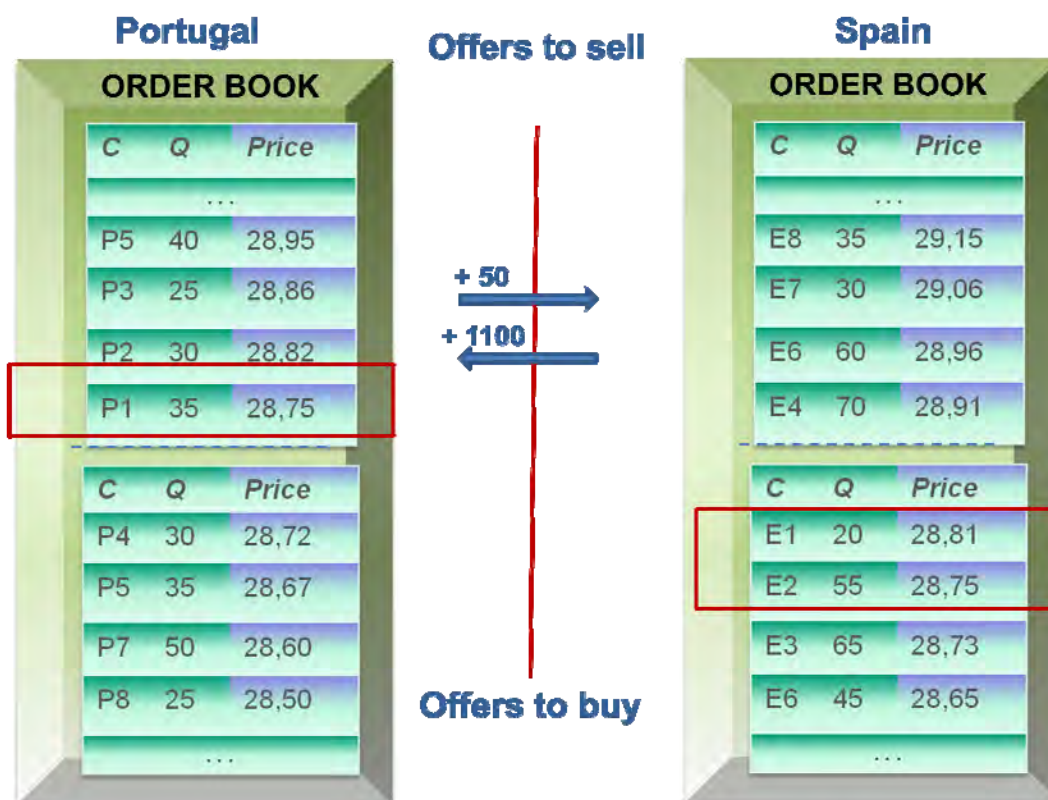 Portugal
Offers to sell
Spain
ORDER BOOK
C Q Price
...
P5 40 28,95
P3 25 28,86
P2 30 28,82
P1 35 28,75
C Q Price
P4 30 28,72
P5 35 28,67
P7 50 28,60
P8 25 28,50
...
+ 50
+ 1100
Offers to buy
ORDER BOOK
C Q Price
...
E8 35 29,15
E7 30 29,06
E6 60 28,96
E4 70 28,91
C Q Price
E1 20 28,81
E2 55 28,75
E3 65 28,73
E6 45 28,65
...